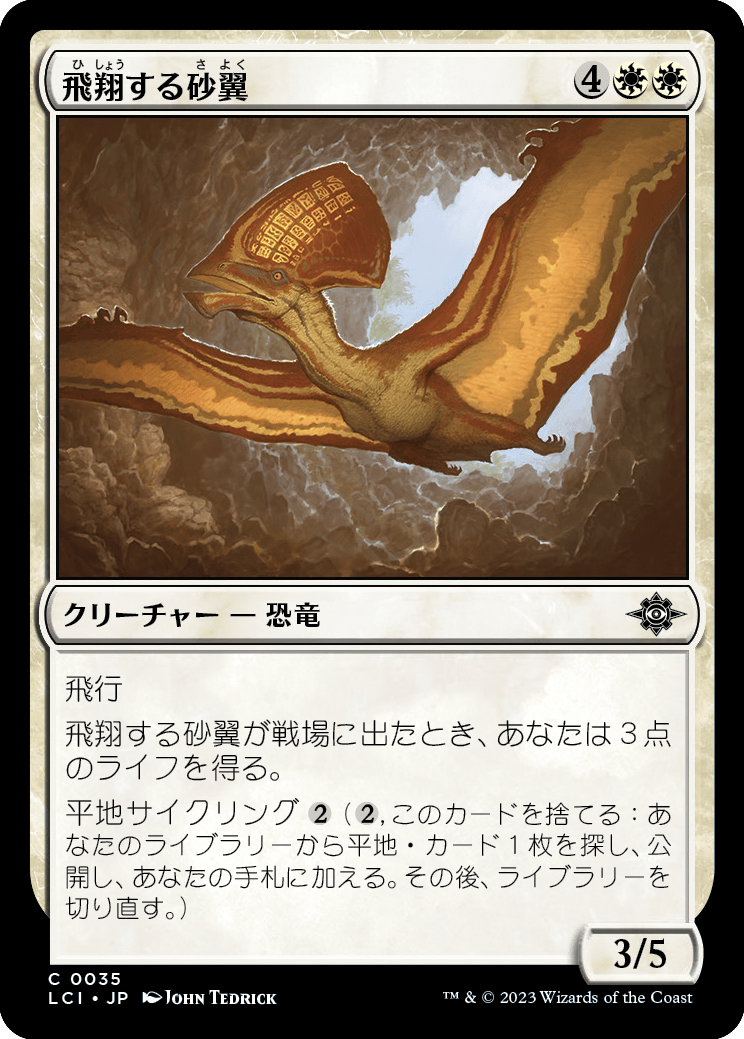 飛翔する砂翼
ひ しょう さ よく
4
クリーチャー — 恐竜
飛行
飛翔する砂翼が戦場に出たとき、あなたは３点
のライフを得る。
平地サイクリング 2（2,このカードを捨てる：あ
なたのライブラリーから平地・カード１枚を探し、公
開し、あなたの手札に加える。その後、ライブラリーを
切り直す。）
3/5
C 0035
LCI • JP JOHN TEDRICK
™ & © 2023 Wizards of the Coast